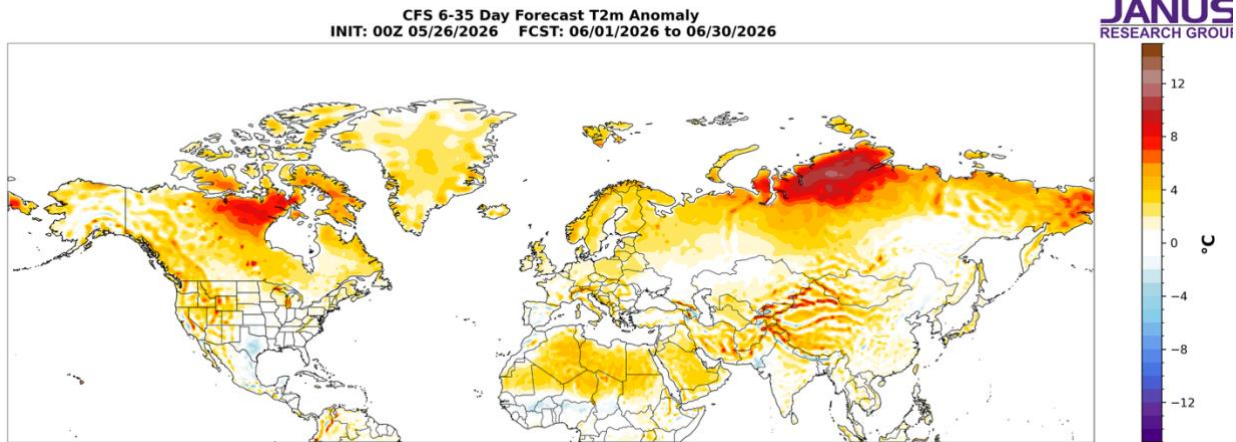 CFS 6-35 Day Forecast T2m Anomaly
INIT: 00Z 05/26/2026 FCST: 06/01/2026 to 06/30/2026
JANUS
RESEARCH GROUP
12
8
4
0
−4
−8
−12
°C